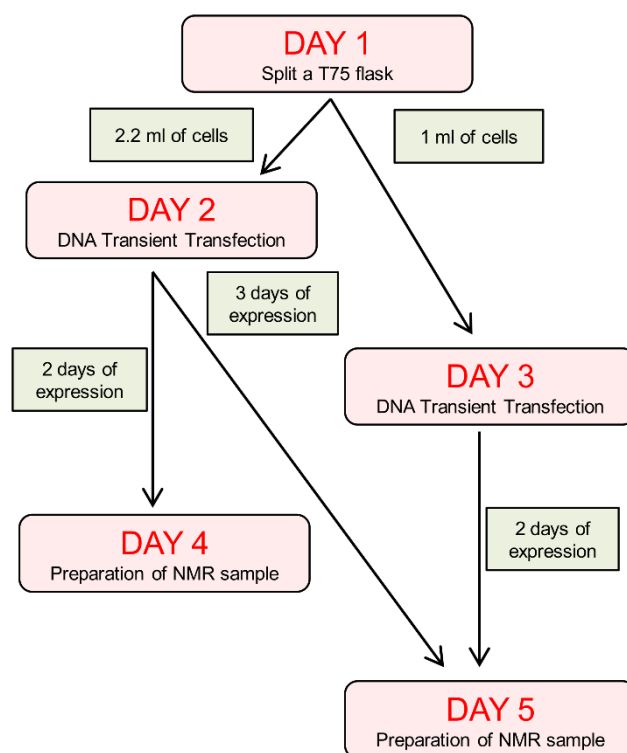 DAY 1
Split a T75 flask
2.2 ml of cells
1 ml of cells
DAY 2
DNA Transient Transfection
3 days of
expression
2 days of
expression
DAY 3
DNA Transient Transfection
DAY 4
Preparation of NMR sample
2 days of
expression
DAY 5
Preparation of NMR sample